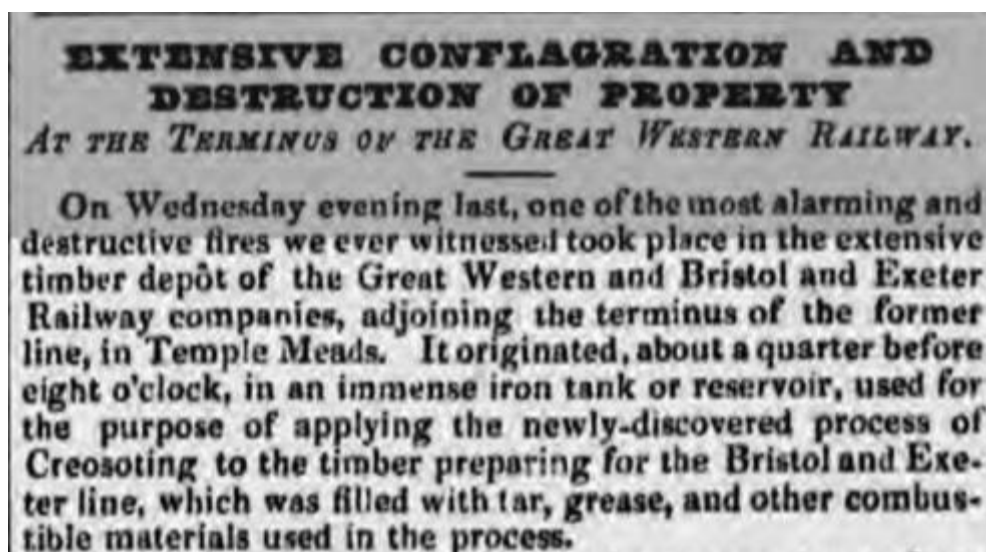 EXTENSIVE CONFLAGRATION AND
DESTRUCTION OF PROPERTY
AT THE TERMINUS OF THE GREAT WESTERN RAILWAY.
On Wednesday evening last, one of the most alarming and
destructive fires we ever witnessed took place in the extensive
timber depôt of the Great Western and Bristol and Exeter
Railway companies, adjoining the terminus of the former
line, in Temple Meads. It originated, about a quarter before
eight o'clock, in an immense iron tank or reservoir, used for
the purpose of applying the newly-discovered process of
Creosoting to the timber preparing for the Bristol and Exe-
ter line, which was filled with tar, grease, and other combus-
tible materials used in the process.